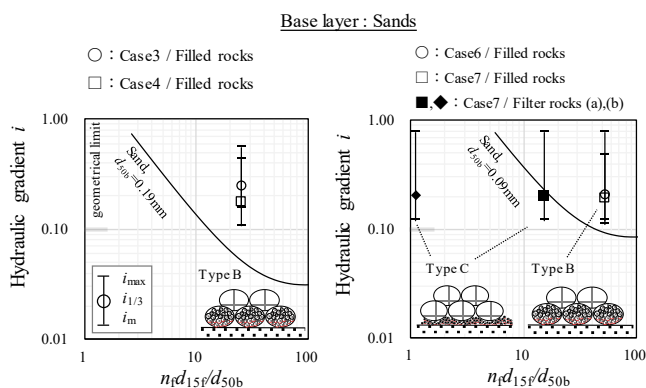 Base layer : Sands
○ : Case3 / Filled rocks
□ : Case4 / Filled rocks
Hydraulic gradient i
1.00
0.10
0.01
geometrical limit
Sand,
d50b=0.19mm
imax
i1/3
im
Type B
1
10
100
nfd15f/d50b
○ : Case6 / Filled rocks
□ : Case7 / Filled rocks
■,◆ : Case7 / Filter rocks (a),(b)
Hydraulic gradient i
1.00
0.10
0.01
Sand,
d50b=0.09mm
Type C
Type B
1
10
100
nfd15f/d50b